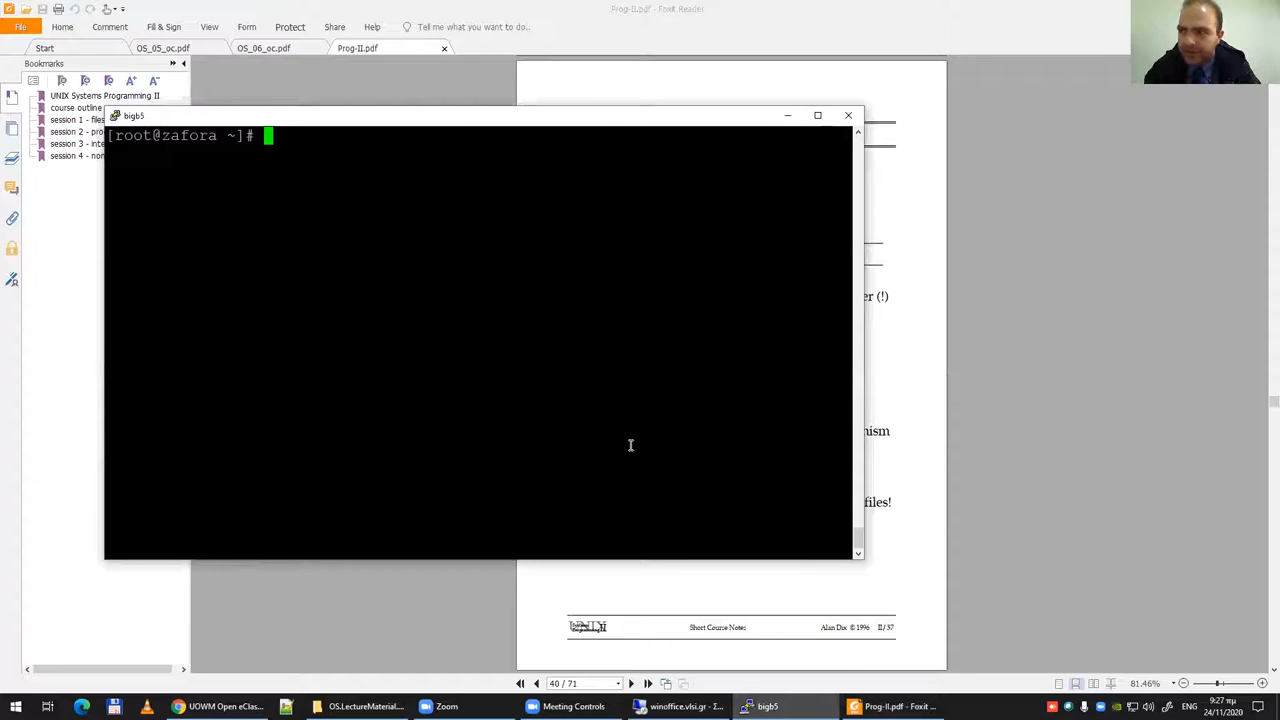 Prog-II.pdf - Foxit Reader
File Home Comment Fill & Sign View Form Protect Share Help Tell me what you want to do..
Start OS_05_oc.pdf OS_06_oc.pdf Prog-II.pdf
Bookmarks
UNIX Systems Programming II
course outline
session 1 - files
session 2 - pro
session 3 - inte
session 4 - non
bigb5
[root@zafora ~]#
er (!)
nism
files!
Short Course Notes Alan Dix © 1996 II/37
40 / 71
81.46%
UOWM Open eClass...
OS.LectureMaterial....
Zoom
Meeting Controls
winoffice.vlsi.gr - Σ...
bigb5
Prog-II.pdf - Foxit ...
ENG
9:27 πμ
24/11/2020